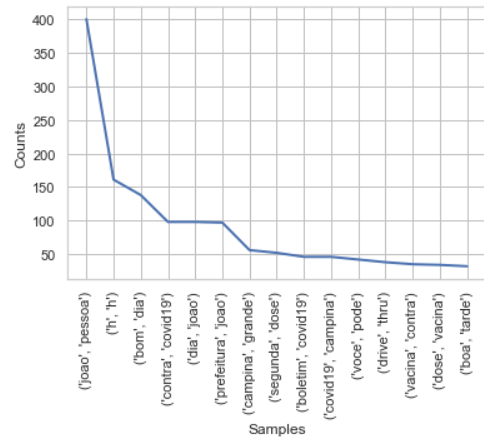 400
350
300
250
200
150
100
50
Counts
('joao', 'pessoa')
('h', 'h')
('bom', 'dia')
('contra', 'covid19')
('dia', 'joao')
('prefeitura', 'joao')
('campina', 'grande')
('segunda', 'dose')
('boletim', 'covid19')
('covid19', 'campina')
('voce', 'pode')
('drive', 'thru')
('vacina', 'contra')
('dose', 'vacina')
('boa', 'tarde')
Samples